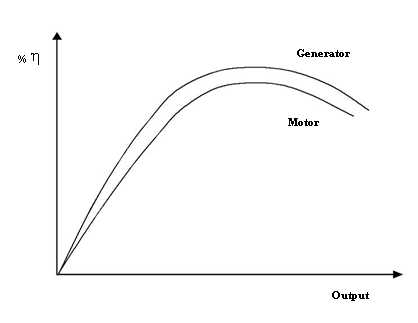 Generator
% η
Motor
Output